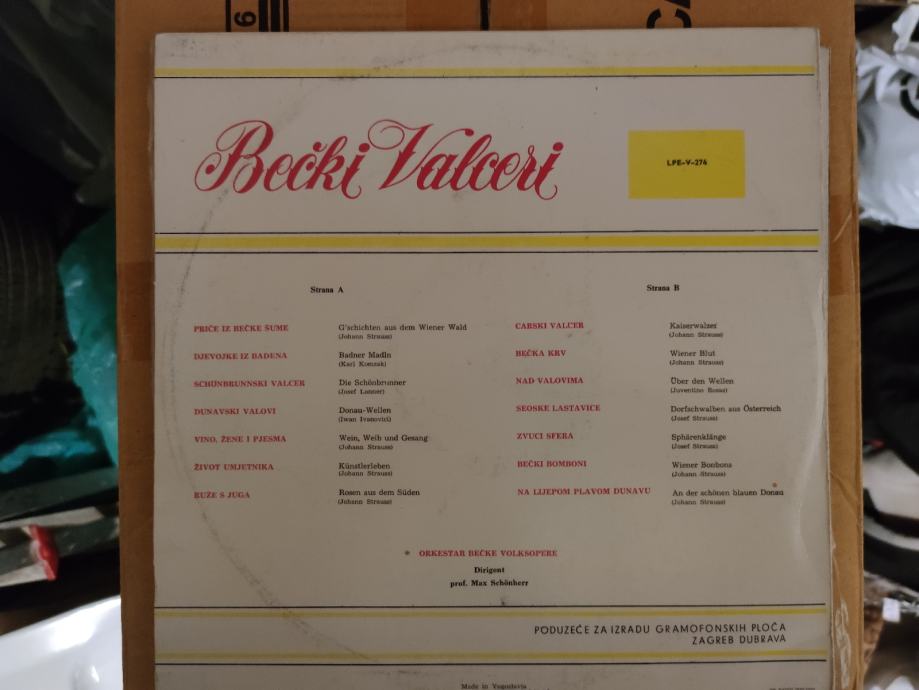 Bečki Valceri
LPE-V-274
Strana A
PRIČE IZ BEČKE ŠUME G'schichten aus dem Wiener Wald
(Johann Strauss)
DJEVOJKE IZ BADENA Badner Madln
(Karl Komzak)
SCHÖNBRUNNSKI VALCER Die Schönbrunner
(Josef Lanner)
DUNAVSKI VALOVI Donau-Wellen
(Iwan Ivanovici)
VINO, ŽENE I PJESMA Wein, Weib und Gesang
(Johann Strauss)
ŽIVOT UMJETNIKA Künstlerleben
(Johann Strauss)
RUŽE S JUGA Rosen aus dem Süden
(Johann Strauss)
Strana B
CARSKI VALCER Kaiserwalzer
(Johann Strauss)
BEČKA KRV Wiener Blut
(Johann Strauss)
NAD VALOVIMA Über den Wellen
(Juventino Rosas)
SEOSKE LASTAVICE Dorfschwalben aus Österreich
(Josef Strauss)
ZVUCI SFERA Sphärenklänge
(Josef Strauss)
BEČKI BOMBONI Wiener Bonbons
(Johann Strauss)
NA LIJEPOM PLAVOM DUNAVU An der schönen blauen Donau
(Johann Strauss)
ORKESTAR BEČKE VOLKSOPERE
Dirigent
prof. Max Schönherr
PODUZEĆE ZA IZRADU GRAMOFONSKIH PLOČA
ZAGREB DUBRAVA
Made in Yugoslavia